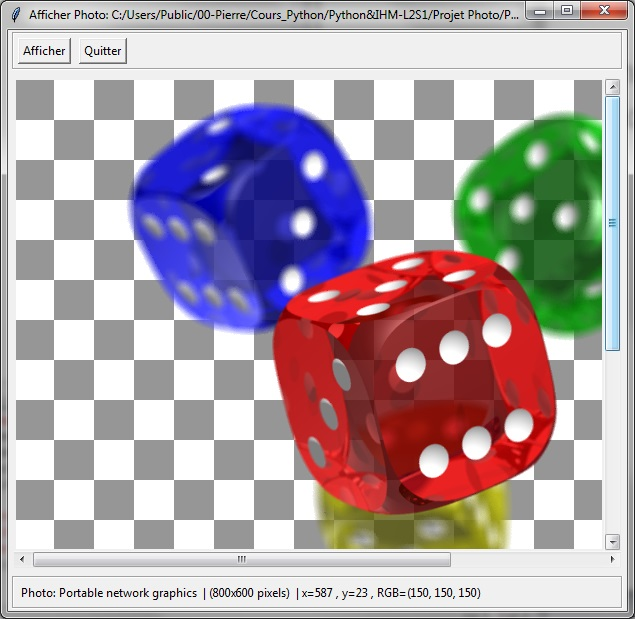 Afficher Photo: C:/Users/Public/00-Pierre/Cours_Python/Python&IHM-L2S1/Projet Photo/P...
Afficher Quitter
Photo: Portable network graphics | (800x600 pixels) | x=587 , y=23 , RGB=(150, 150, 150)